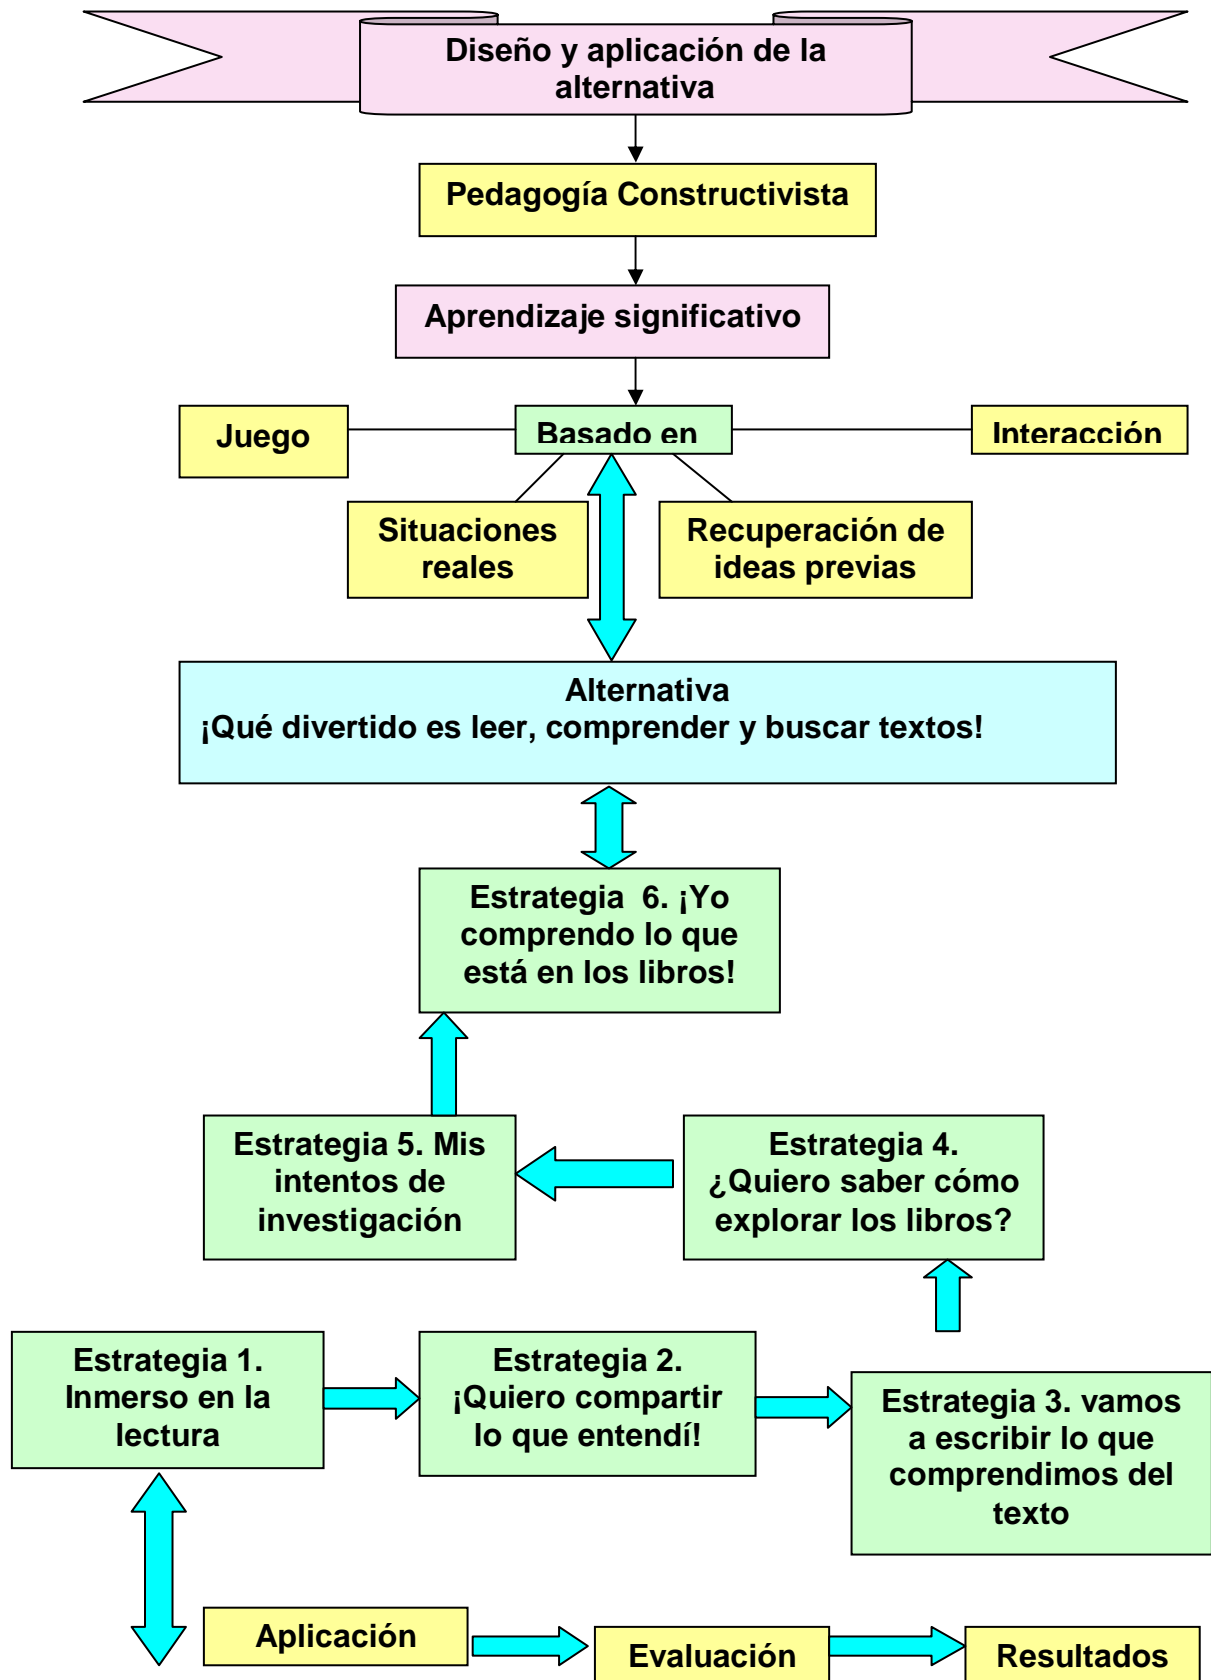 Diseño y aplicación de la
alternativa
Pedagogía Constructivista
Aprendizaje significativo
Juego
Basado en
Interacción
Situaciones
reales
Recuperación de
ideas previas
Alternativa
¡Qué divertido es leer, comprender y buscar textos!
Estrategia 6. ¡Yo
comprendo lo que
está en los libros!
Estrategia 5. Mis
intentos de
investigación
Estrategia 4.
¿Quiero saber cómo
explorar los libros?
Estrategia 1.
Inmerso en la
lectura
Estrategia 2.
¡Quiero compartir
lo que entendí!
Estrategia 3. vamos
a escribir lo que
comprendimos del
texto
Aplicación
Evaluación
Resultados